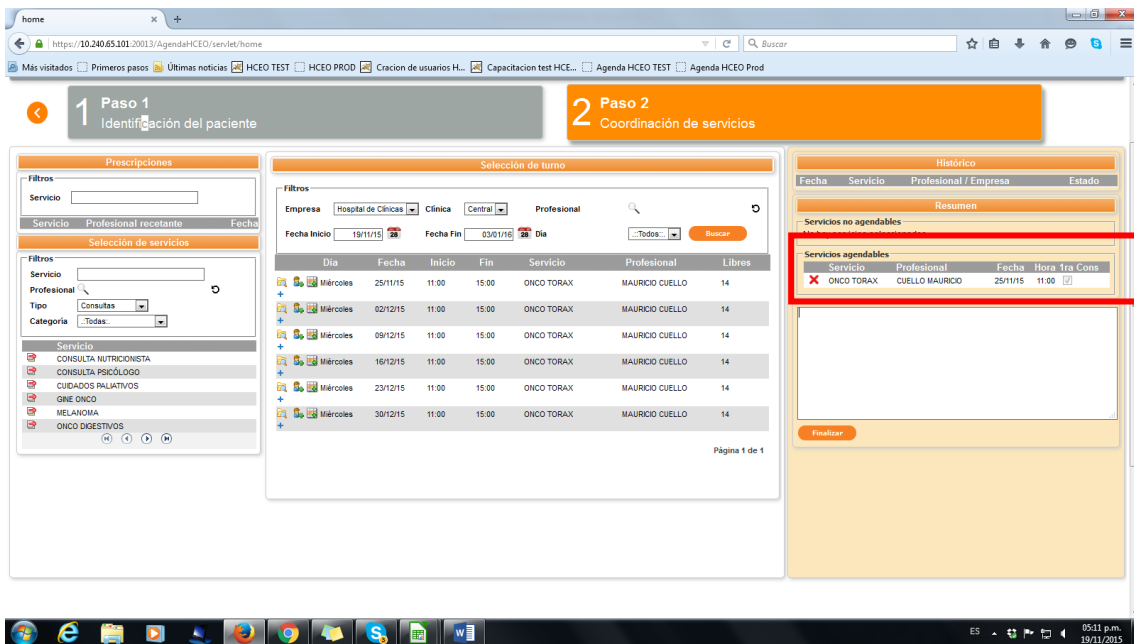 home
https://10.240.65.101:20013/AgendaHCEO/servlet/home
Buscar
Más visitados Primeros pasos Últimas noticias HCEO TEST HCEO PROD Cracion de usuarios H... Capacitacion test HCE... Agenda HCEO TEST Agenda HCEO Prod
1 Paso 1
Identificación del paciente
2 Paso 2
Coordinación de servicios
Prescripciones
Filtros
Servicio
Servicio Profesional recetante Fecha
Selección de servicios
Filtros
Servicio
Profesional
Tipo Consultas
Categoría .:Todas:.
Servicio
CONSULTA NUTRICIONISTA
CONSULTA PSICÓLOGO
CUIDADOS PALIATIVOS
GINE ONCO
MELANOMA
ONCO DIGESTIVOS
Selección de turno
Filtros
Empresa Hospital de Clínicas Clínica Central Profesional
Fecha Inicio 19/11/15 28 Fecha Fin 03/01/16 28 Dia .::Todos::. Buscar
Dia Fecha Inicio Fin Servicio Profesional Libres
Miércoles 25/11/15 11:00 15:00 ONCO TORAX MAURICIO CUELLO 14
Miércoles 02/12/15 11:00 15:00 ONCO TORAX MAURICIO CUELLO 14
Miércoles 09/12/15 11:00 15:00 ONCO TORAX MAURICIO CUELLO 14
Miércoles 16/12/15 11:00 15:00 ONCO TORAX MAURICIO CUELLO 14
Miércoles 23/12/15 11:00 15:00 ONCO TORAX MAURICIO CUELLO 14
Miércoles 30/12/15 11:00 15:00 ONCO TORAX MAURICIO CUELLO 14
Página 1 de 1
Histórico
Fecha Servicio Profesional / Empresa Estado
Resumen
Servicios no agendables
Servicios agendables
Servicio Profesional Fecha Hora 1ra Cons
ONCO TORAX CUELLO MAURICIO 25/11/15 11:00
Finalizar
ES 05:11 p.m.
19/11/2015